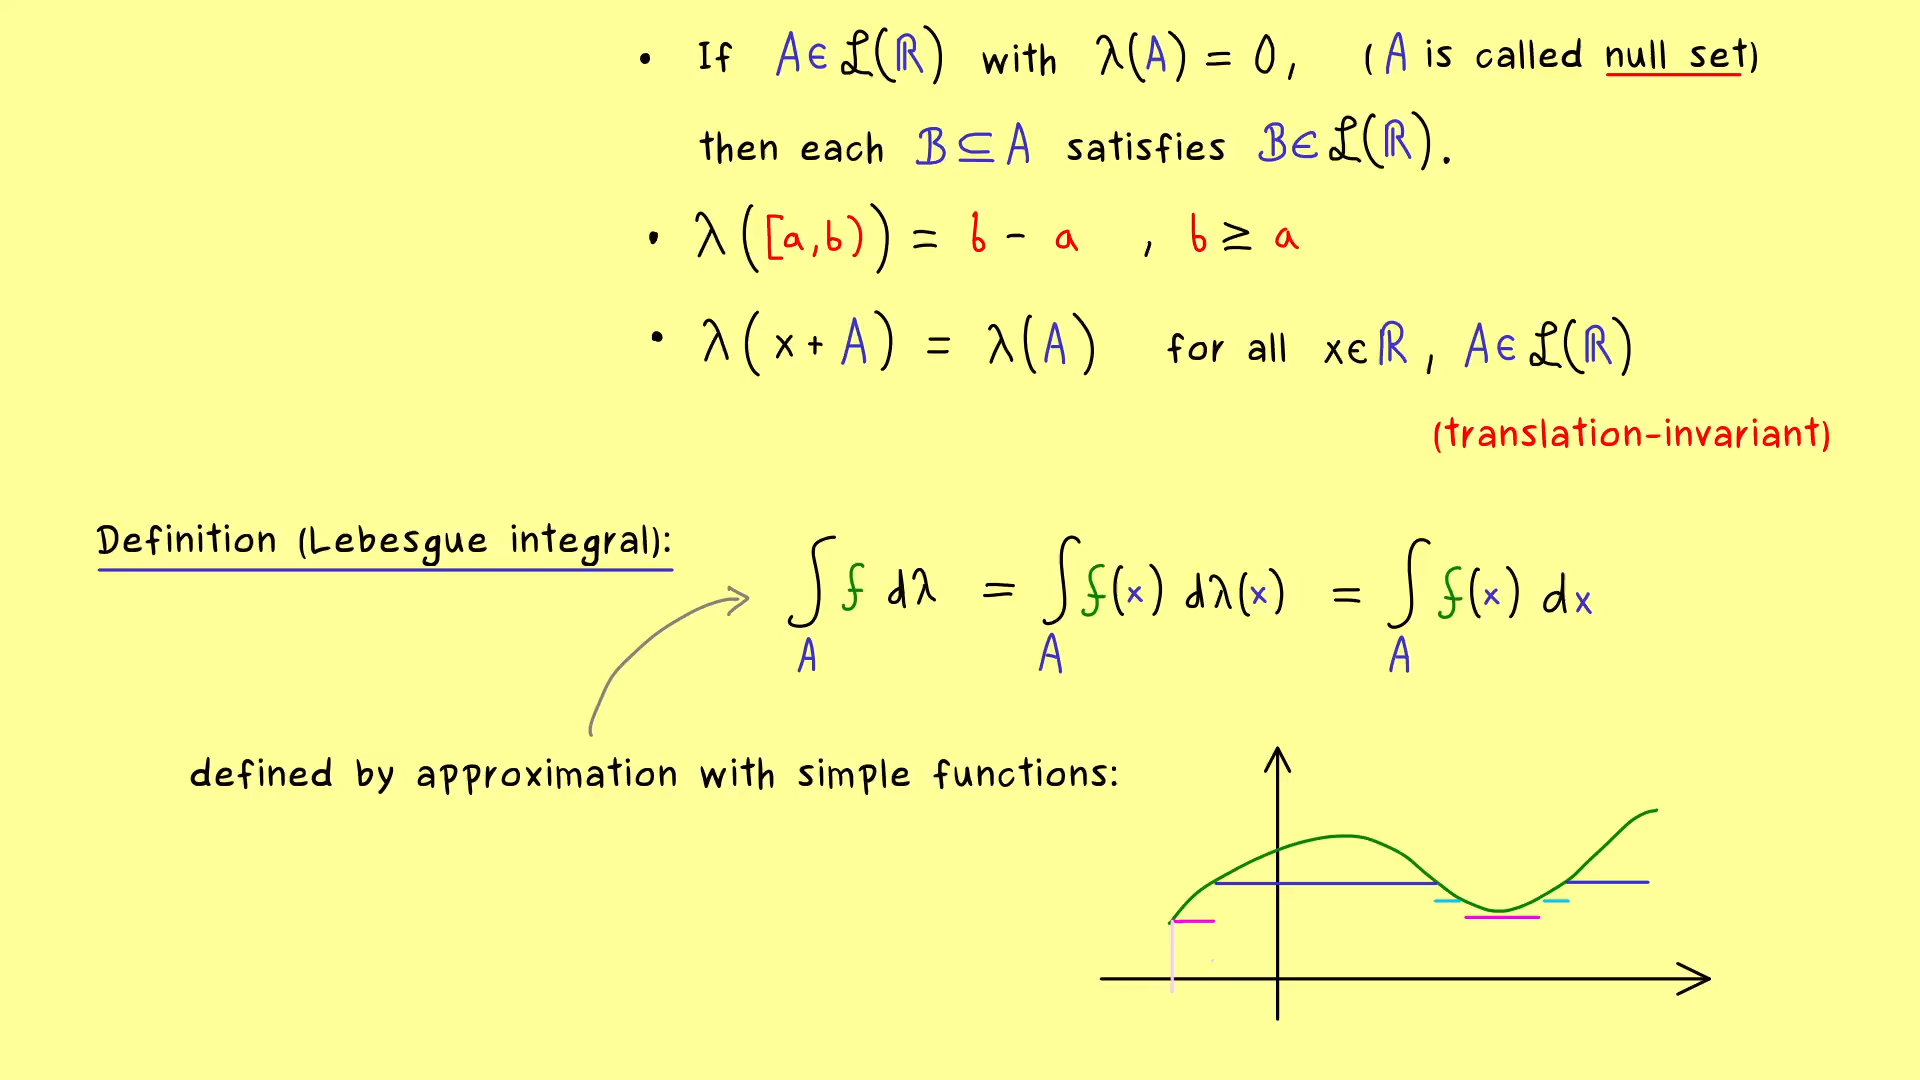 • If A ∈ ℒ(ℝ) with λ(A) = 0, (A is called null set)
then each B ⊆ A satisfies B ∈ ℒ(ℝ).
• λ([a,b)) = b - a , b ≥ a
• λ(x + A) = λ(A) for all x ∈ ℝ, A ∈ ℒ(ℝ)
(translation-invariant)
Definition (Lebesgue integral): ∫_A f dλ = ∫_A f(x) dλ(x) = ∫_A f(x) dx
defined by approximation with simple functions: